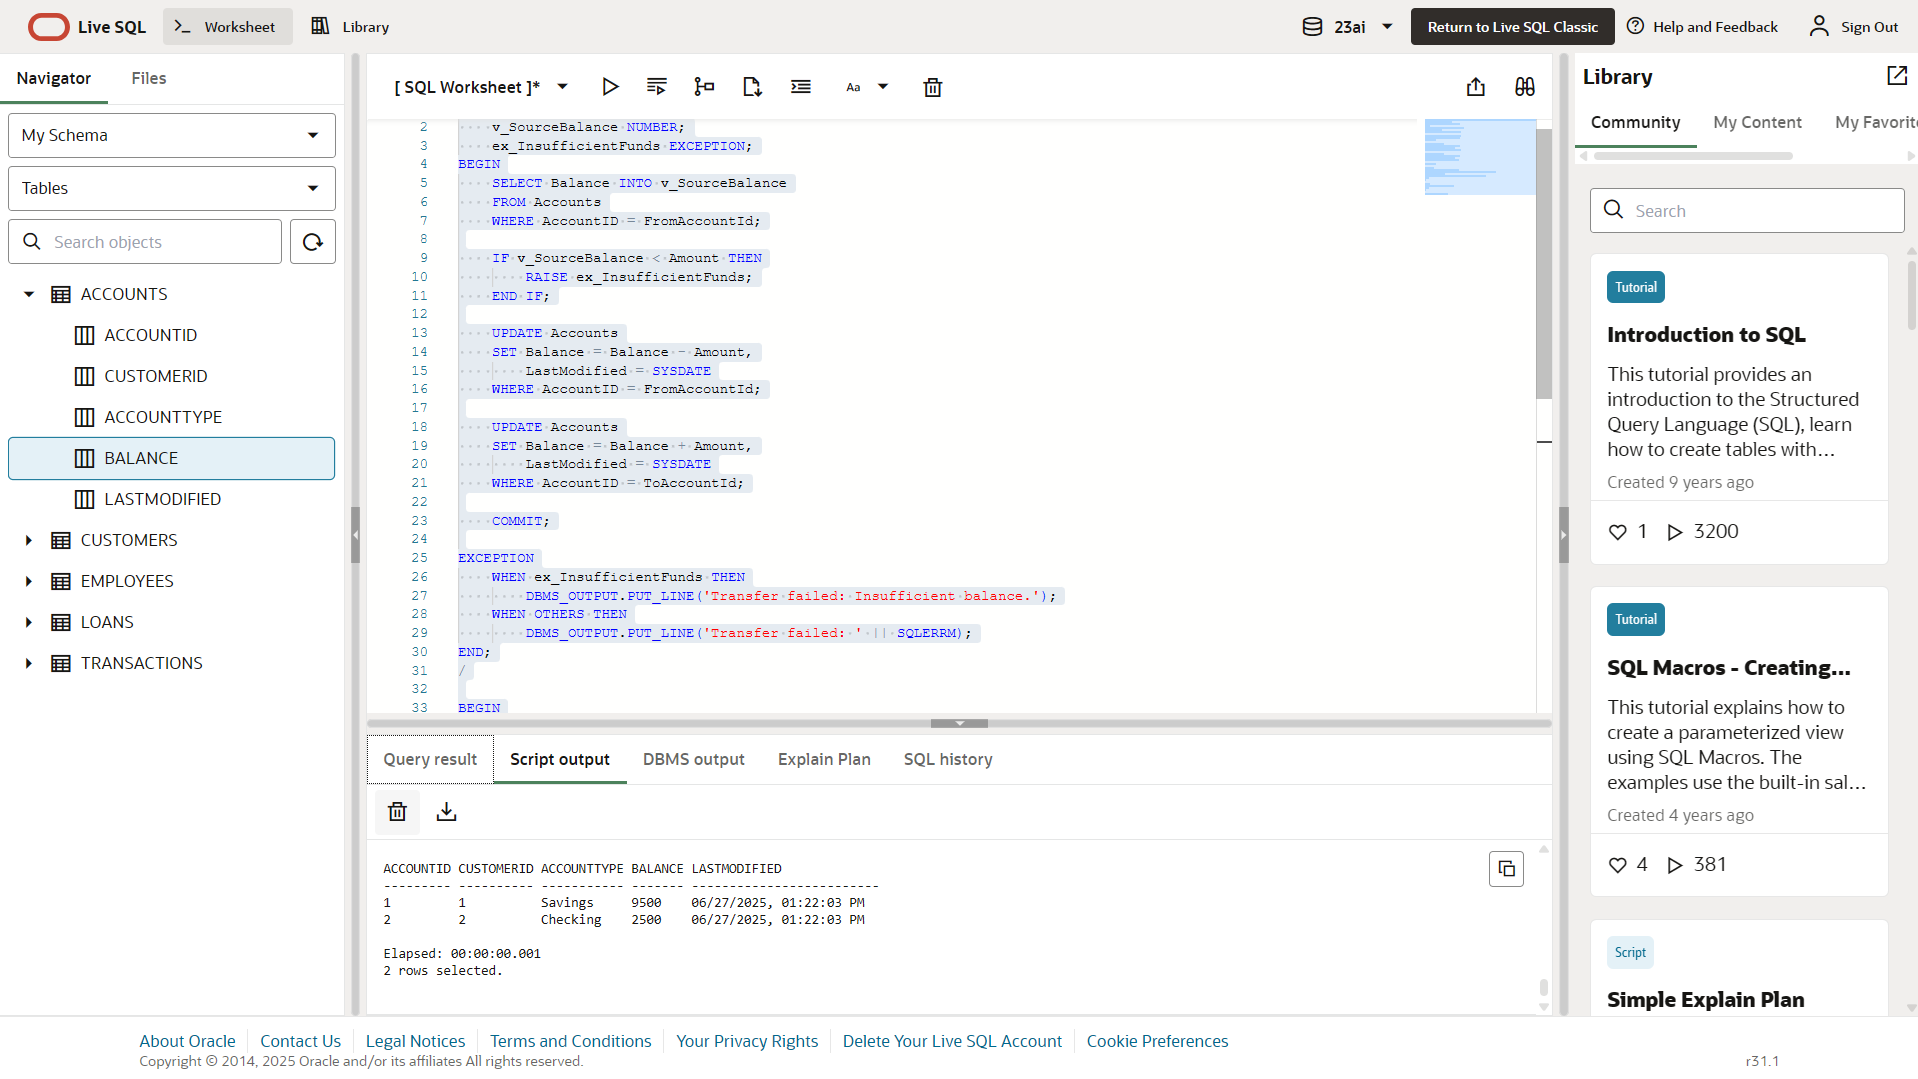 Live SQL
Worksheet
Library
23ai
Return to Live SQL Classic
Help and Feedback
Sign Out
Navigator
Files
My Schema
Tables
Search objects
ACCOUNTS
ACCOUNTID
CUSTOMERID
ACCOUNTTYPE
BALANCE
LASTMODIFIED
CUSTOMERS
EMPLOYEES
LOANS
TRANSACTIONS
[ SQL Worksheet ]*
Aa
2 v_SourceBalance NUMBER;
3 ex_InsufficientFunds EXCEPTION;
4 BEGIN
5 SELECT Balance INTO v_SourceBalance
6 FROM Accounts
7 WHERE AccountID = FromAccountId;
8
9 IF v_SourceBalance < Amount THEN
10 RAISE ex_InsufficientFunds;
11 END IF;
12
13 UPDATE Accounts
14 SET Balance = Balance - Amount,
15 LastModified = SYSDATE
16 WHERE AccountID = FromAccountId;
17
18 UPDATE Accounts
19 SET Balance = Balance + Amount,
20 LastModified = SYSDATE
21 WHERE AccountID = ToAccountId;
22
23 COMMIT;
24
25 EXCEPTION
26 WHEN ex_InsufficientFunds THEN
27 DBMS_OUTPUT.PUT_LINE('Transfer failed: Insufficient balance.');
28 WHEN OTHERS THEN
29 DBMS_OUTPUT.PUT_LINE('Transfer failed: ' || SQLERRM);
30 END;
31 /
32
33 BEGIN
Query result
Script output
DBMS output
Explain Plan
SQL history
ACCOUNTID CUSTOMERID ACCOUNTTYPE BALANCE LASTMODIFIED
--------- ---------- ----------- ------- -------------------------
1 1 Savings 9500 06/27/2025, 01:22:03 PM
2 2 Checking 2500 06/27/2025, 01:22:03 PM
Elapsed: 00:00:00.001
2 rows selected.
Library
Community
My Content
My Favorit
Search
Tutorial
Introduction to SQL
This tutorial provides an
introduction to the Structured
Query Language (SQL), learn
how to create tables with...
Created 9 years ago
1
3200
Tutorial
SQL Macros - Creating...
This tutorial explains how to
create a parameterized view
using SQL Macros. The
examples use the built-in sal...
Created 4 years ago
4
381
Script
Simple Explain Plan
About Oracle
Contact Us
Legal Notices
Terms and Conditions
Your Privacy Rights
Delete Your Live SQL Account
Cookie Preferences
Copyright © 2014, 2025 Oracle and/or its affiliates All rights reserved.
r31.1